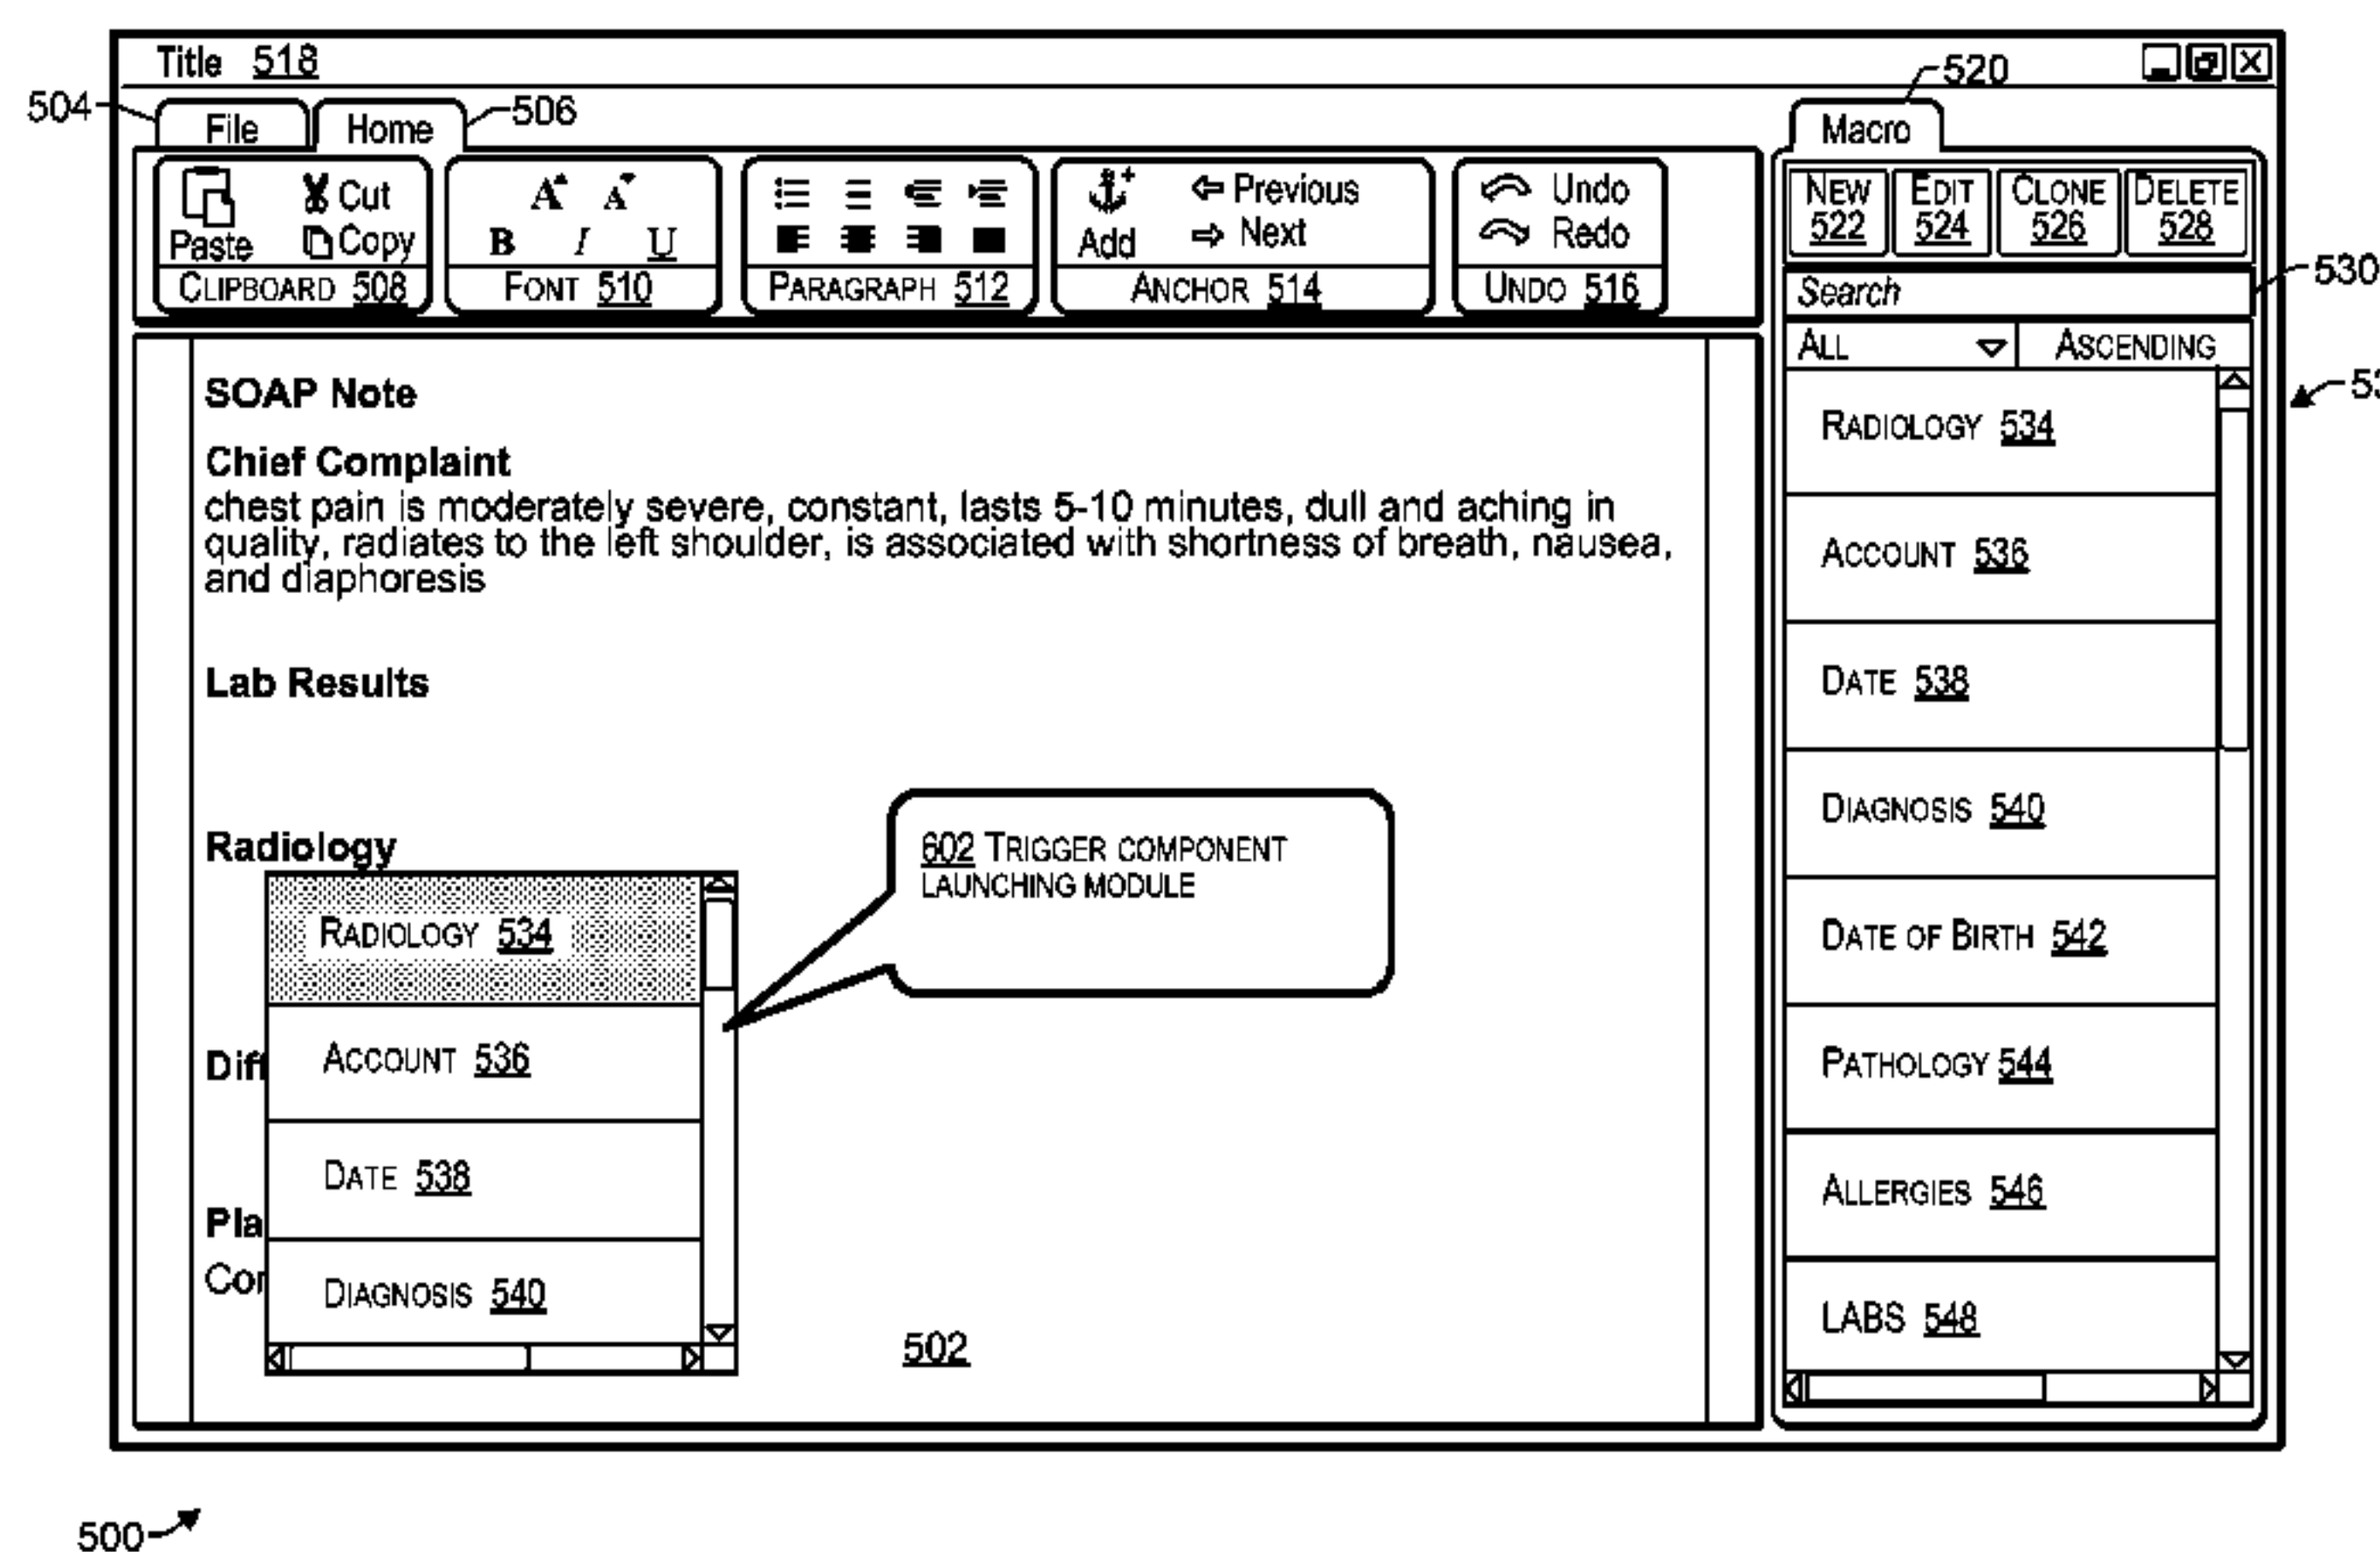 Title 518
504
File
Home
506
520
Macro
Paste
Cut
Copy
CLIPBOARD 508
A A
B I U
FONT 510
PARAGRAPH 512
Add
Previous
Next
ANCHOR 514
Undo
Redo
UNDO 516
NEW
522
EDIT
524
CLONE
526
DELETE
528
Search
530
ALL
ASCENDING
RADIOLOGY 534
ACCOUNT 536
DATE 538
DIAGNOSIS 540
DATE OF BIRTH 542
PATHOLOGY 544
ALLERGIES 546
LABS 548
SOAP Note
Chief Complaint
chest pain is moderately severe, constant, lasts 5-10 minutes, dull and aching in
quality, radiates to the left shoulder, is associated with shortness of breath, nausea,
and diaphoresis
Lab Results
Radiology
RADIOLOGY 534
ACCOUNT 536
DATE 538
DIAGNOSIS 540
602 TRIGGER COMPONENT
LAUNCHING MODULE
Pla
Cor
502
500